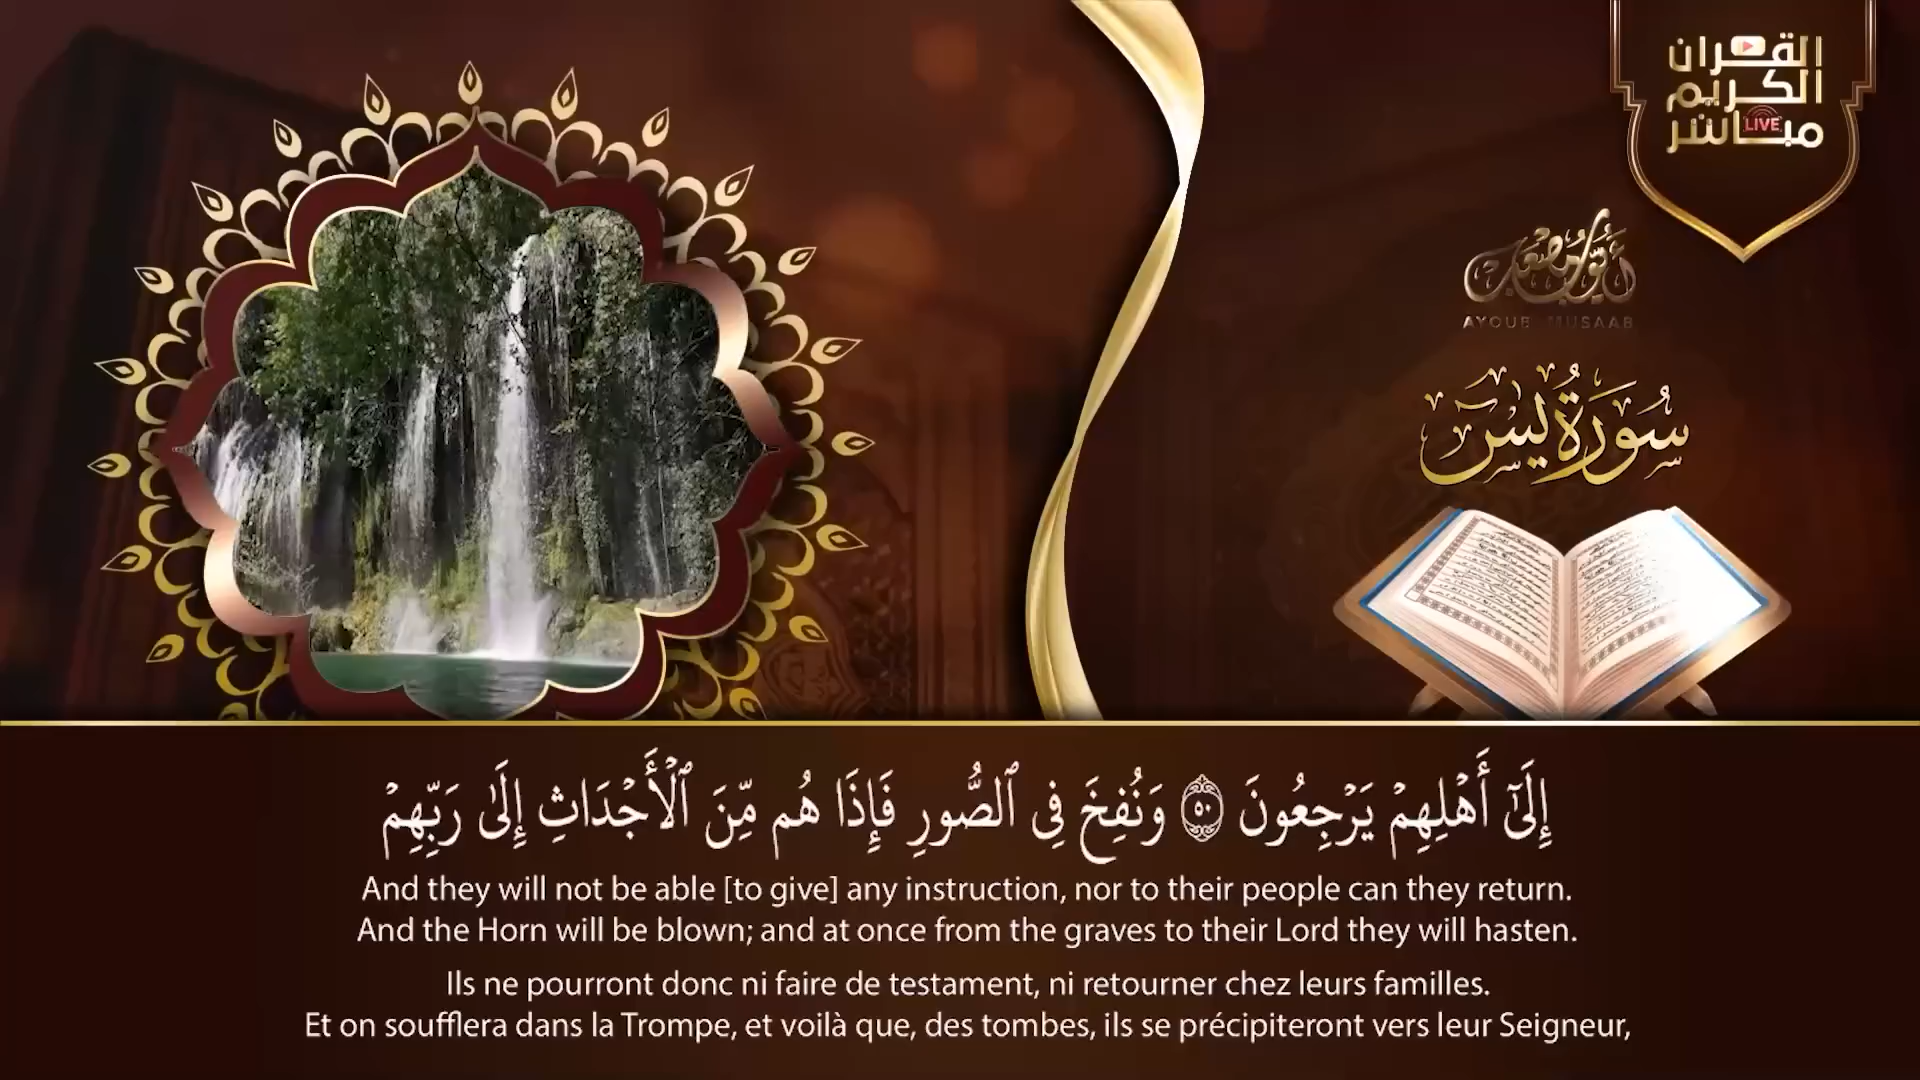 القران
الكريم
مباشر
LIVE
أيوب مصعب
AYOUB MUSAAB
سُورَةُ يس
إِلَىٰٓ أَهْلِهِمْ يَرْجِعُونَ ۝٥٠ وَنُفِخَ فِى ٱلصُّورِ فَإِذَا هُم مِّنَ ٱلْأَجْدَاثِ إِلَىٰ رَبِّهِمْ
And they will not be able [to give] any instruction, nor to their people can they return.
And the Horn will be blown; and at once from the graves to their Lord they will hasten.
Ils ne pourront donc ni faire de testament, ni retourner chez leurs familles.
Et on soufflera dans la Trompe, et voilà que, des tombes, ils se précipiteront vers leur Seigneur,